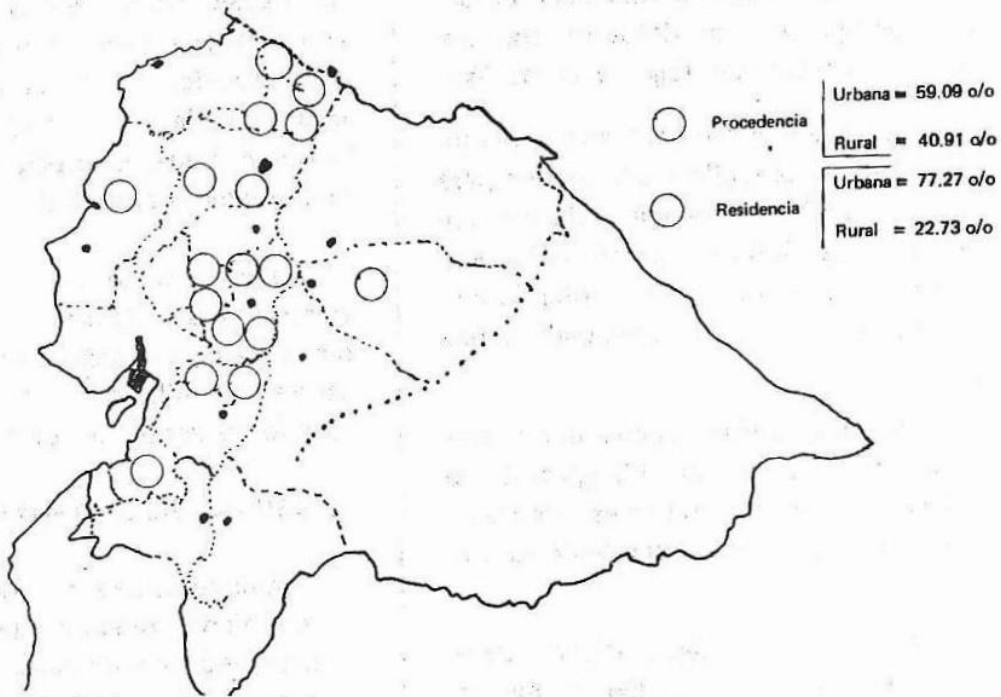 Procedencia
Urbana = 59.09 o/o
Rural = 40.91 o/o
Residencia
Urbana = 77.27 o/o
Rural = 22.73 o/o